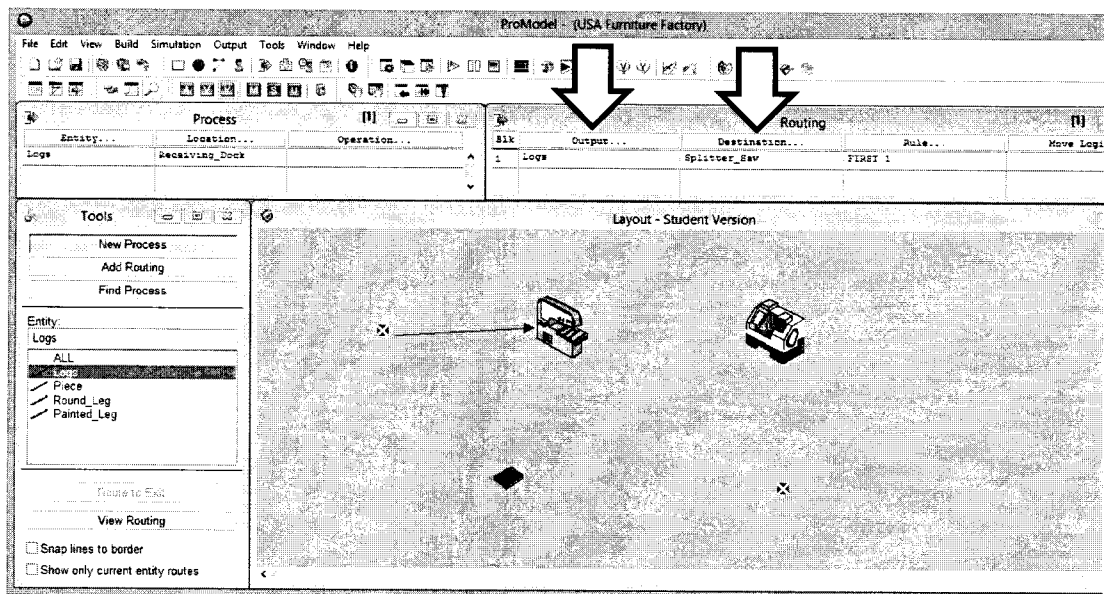 ProModel - (USA Furniture Factory)
File Edit View Build Simulation Output Tools Window Help
Process [1]
Entity... Location... Operation...
Logs Receiving_Dock
Routing [1]
Blk Output... Destination... Rule... Move Logi
1 Logs Splitter_Saw FIRST 1
Tools
New Process
Add Routing
Find Process
Entity:
Logs
ALL
Logs
Piece
Round_Leg
Painted_Leg
Route to Exit
View Routing
Snap lines to border
Show only current entity routes
Layout - Student Version